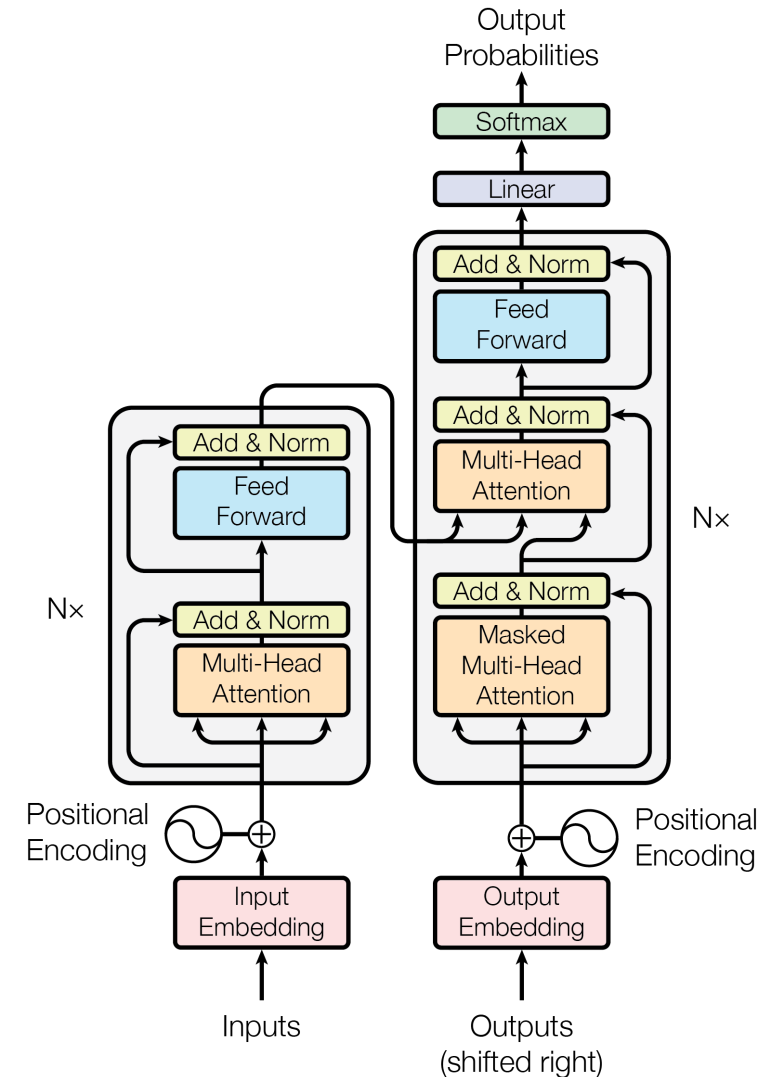 Output
Probabilities
Softmax
Linear
Add & Norm
Feed
Forward
Add & Norm
Multi-Head
Attention
N×
Add & Norm
Masked
Multi-Head
Attention
Add & Norm
Feed
Forward
N×
Add & Norm
Multi-Head
Attention
Positional
Encoding
Positional
Encoding
Input
Embedding
Output
Embedding
Inputs
Outputs
(shifted right)